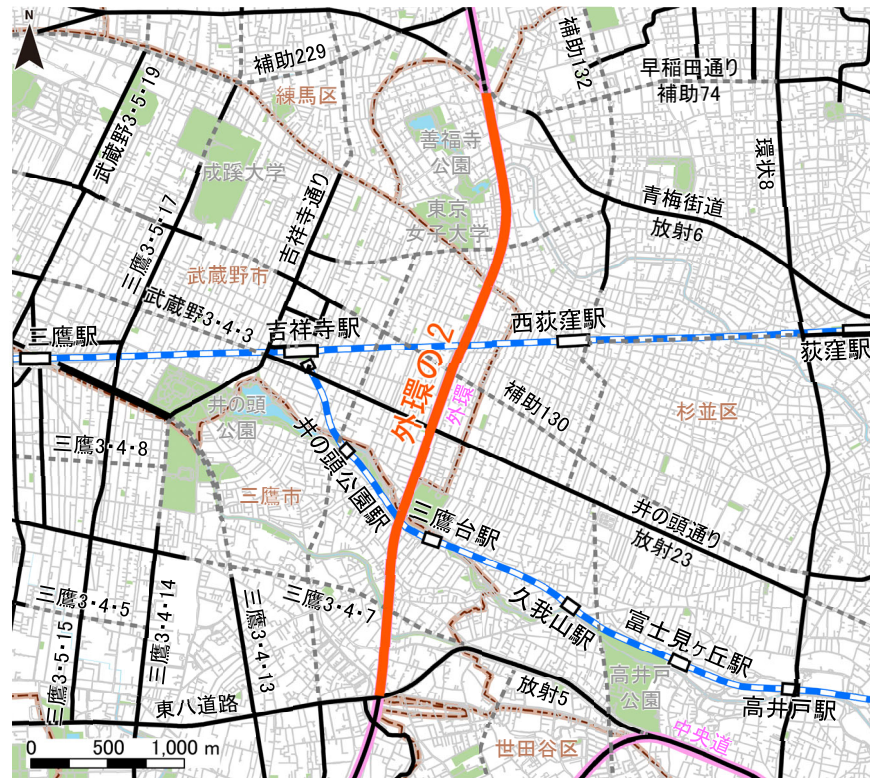 N
補助229
補助132
早稲田通り
補助74
武蔵野3・5・19
練馬区
善福寺
公園
環状8
成蹊大学
吉祥寺通り
東京
女子大学
青梅街道
放射6
三鷹3・5・17
武蔵野市
武蔵野3・4・3
三鷹駅
吉祥寺駅
外環の2
外環
西荻窪駅
荻窪駅
井の頭
公園
補助130
杉並区
三鷹3・4・8
三鷹市
井の頭公園駅
三鷹台駅
井の頭通り
放射23
三鷹3・4・5
三鷹3・5・15
三鷹3・4・14
三鷹3・4・13
三鷹3・4・7
久我山駅
富士見ヶ丘駅
高井戸
公園
高井戸駅
東八道路
放射5
世田谷区
中央道
0 500 1,000 m